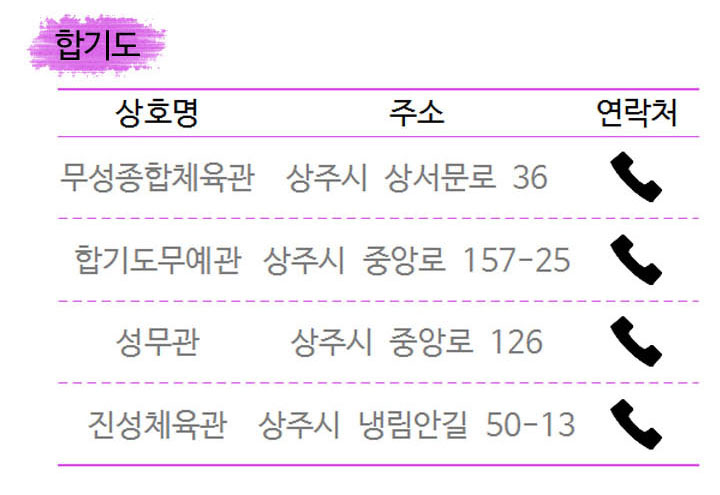 합기도
상호명 주소 연락처
무성종합체육관 상주시 상서문로 36
합기도무예관 상주시 중앙로 157-25
성무관 상주시 중앙로 126
진성체육관 상주시 냉림안길 50-13